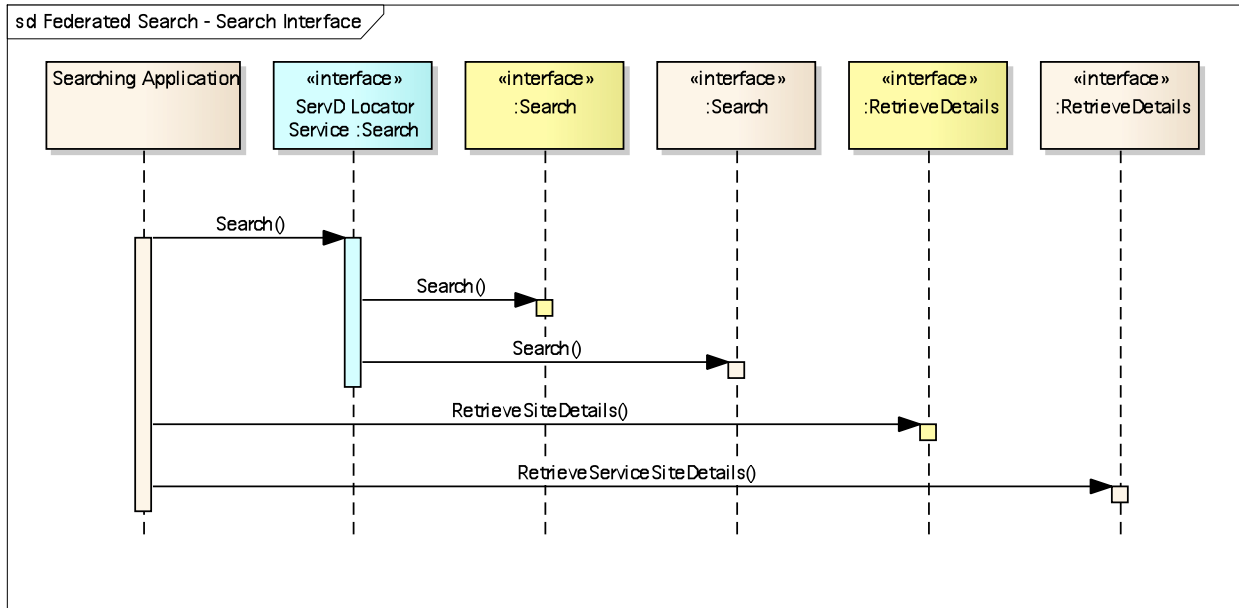 sd Federated Search - Search Interface
Searching Application
«interface»
ServD Locator
Service :Search
«interface»
:Search
«interface»
:Search
«interface»
:RetrieveDetails
«interface»
:RetrieveDetails
Search()
Search()
Search()
RetrieveSiteDetails()
RetrieveServiceSiteDetails()